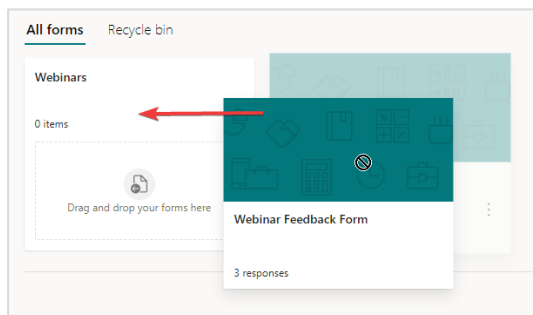 All forms Recycle bin
Webinars
0 items
Drag and drop your forms here
Webinar Feedback Form
3 responses